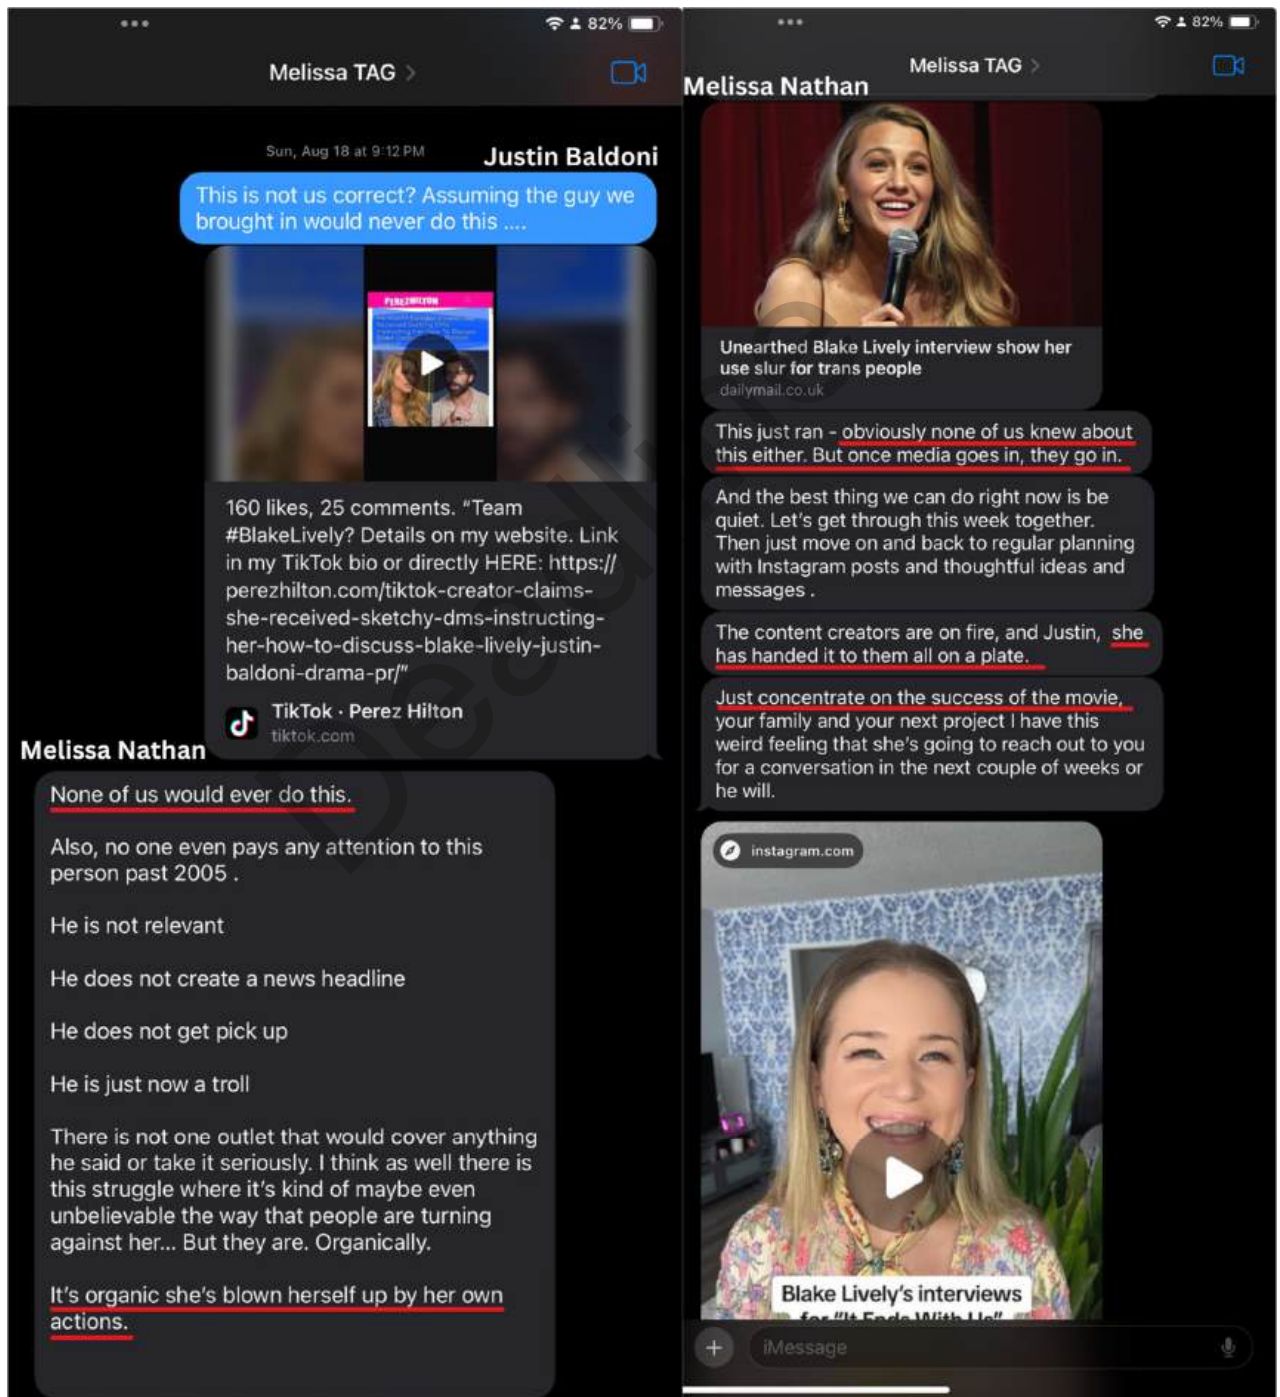 82%
Melissa TAG >
Sun, Aug 18 at 9:12 PM
Justin Baldoni
This is not us correct? Assuming the guy we
brought in would never do this ....
PEREZHILTON
160 likes, 25 comments. “Team
#BlakeLively? Details on my website. Link
in my TikTok bio or directly HERE: https://
perezhilton.com/tiktok-creator-claims-
she-received-sketchy-dms-instructing-
her-how-to-discuss-blake-lively-justin-
baldoni-drama-pr/”
TikTok · Perez Hilton
tiktok.com
Melissa Nathan
None of us would ever do this.
Also, no one even pays any attention to this
person past 2005 .
He is not relevant
He does not create a news headline
He does not get pick up
He is just now a troll
There is not one outlet that would cover anything
he said or take it seriously. I think as well there is
this struggle where it’s kind of maybe even
unbelievable the way that people are turning
against her... But they are. Organically.
It’s organic she’s blown herself up by her own
actions.
82%
Melissa TAG >
Melissa Nathan
Unearthed Blake Lively interview show her
use slur for trans people
dailymail.co.uk
This just ran - obviously none of us knew about
this either. But once media goes in, they go in.
And the best thing we can do right now is be
quiet. Let’s get through this week together.
Then just move on and back to regular planning
with Instagram posts and thoughtful ideas and
messages .
The content creators are on fire, and Justin, she
has handed it to them all on a plate.
Just concentrate on the success of the movie,
your family and your next project I have this
weird feeling that she’s going to reach out to you
for a conversation in the next couple of weeks or
he will.
instagram.com
Blake Lively’s interviews
for “It Ends With Us”
iMessage
Deadline